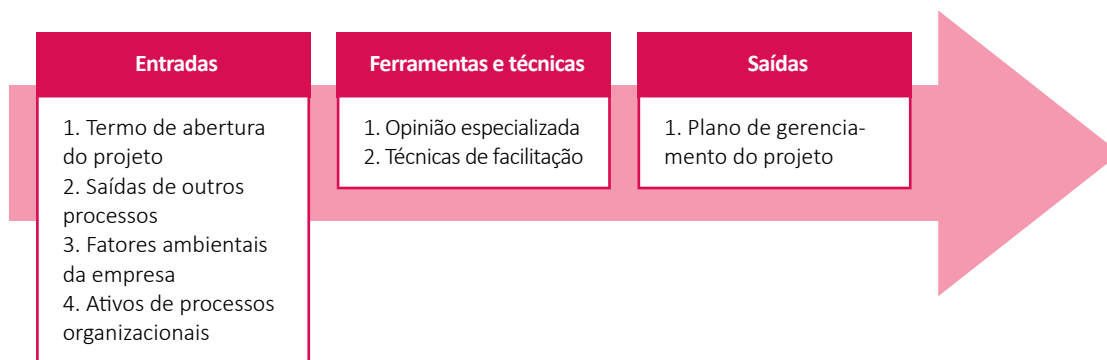 Entradas
1. Termo de abertura
do projeto
2. Saídas de outros
processos
3. Fatores ambientais
da empresa
4. Ativos de processos
organizacionais
Ferramentas e técnicas
1. Opinião especializada
2. Técnicas de facilitação
Saídas
1. Plano de gerencia-
mento do projeto